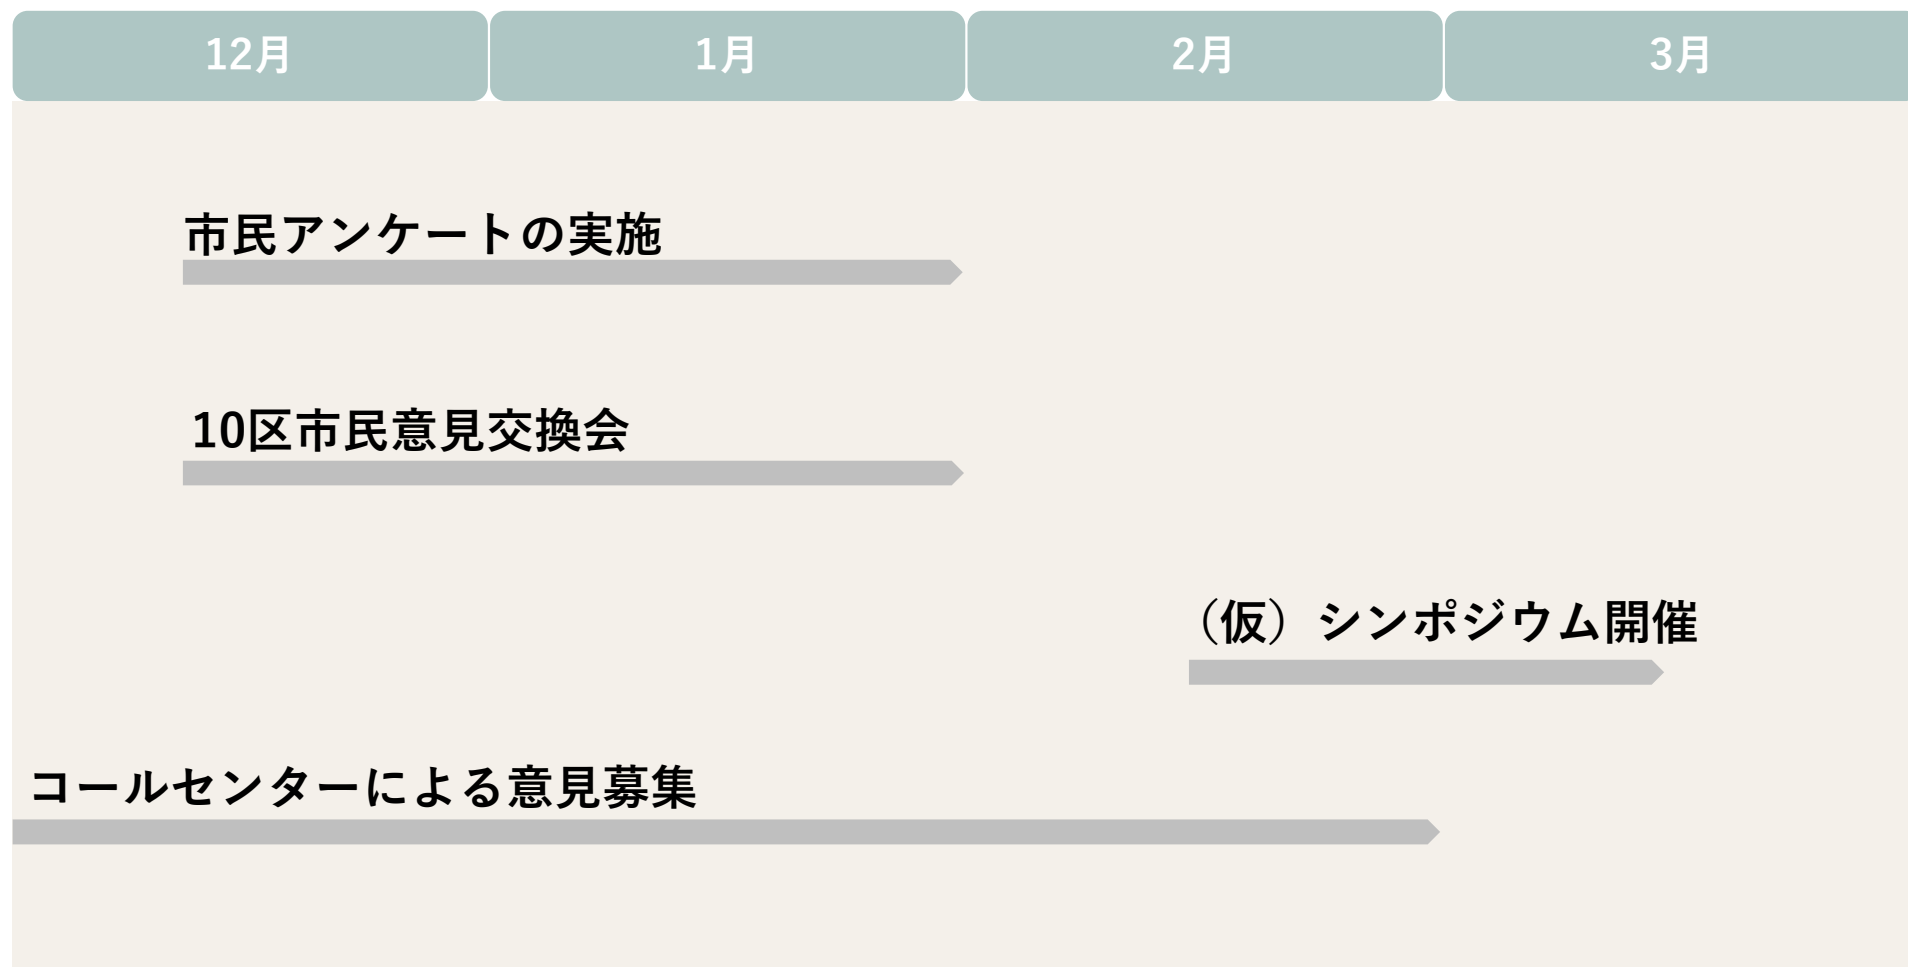 12月
1月
2月
3月
市民アンケートの実施
10区市民意見交換会
（仮）シンポジウム開催
コールセンターによる意見募集